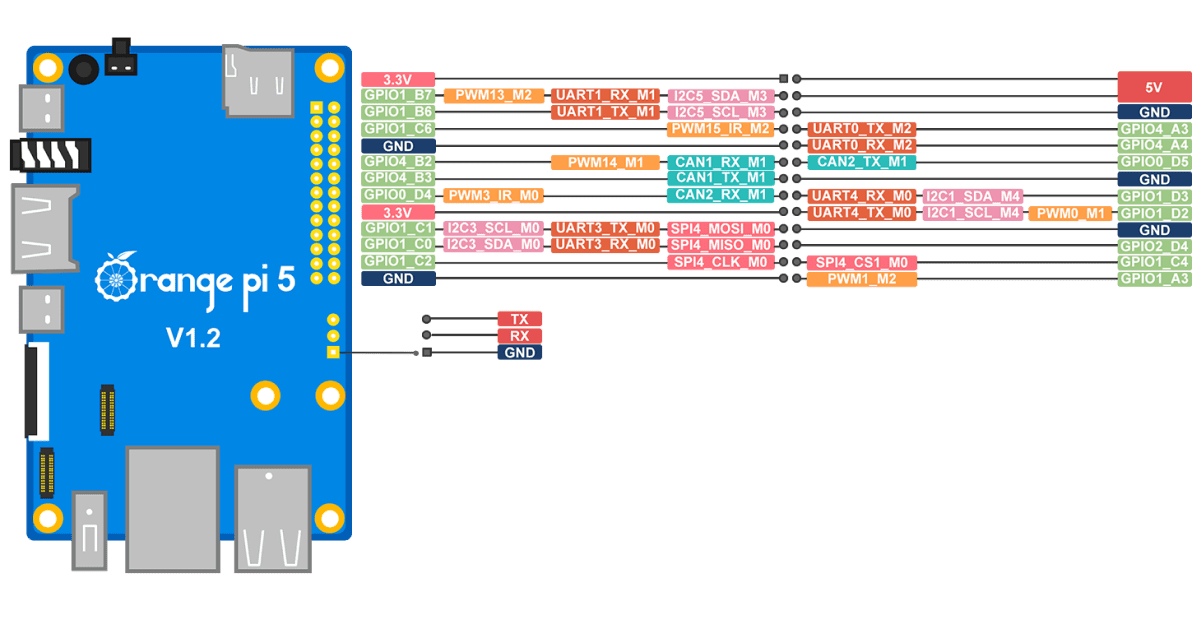 3.3V 5V
GPIO1_B7 PWM13_M2 UART1_RX_M1 I2C5_SDA_M3
GPIO1_B6 UART1_TX_M1 I2C5_SCL_M3 GND
GPIO1_C6 PWM15_IR_M2 UART0_TX_M2 GPIO4_A3
GND UART0_RX_M2 GPIO4_A4
GPIO4_B2 PWM14_M1 CAN1_RX_M1 CAN2_TX_M1 GPIO0_D5
GPIO4_B3 CAN1_TX_M1 GND
GPIO0_D4 PWM3_IR_M0 CAN2_RX_M1 UART4_RX_M0 I2C1_SDA_M4 GPIO1_D3
3.3V UART4_TX_M0 I2C1_SCL_M4 PWM0_M1 GPIO1_D2
GPIO1_C1 I2C3_SCL_M0 UART3_TX_M0 SPI4_MOSI_M0 GND
GPIO1_C0 I2C3_SDA_M0 UART3_RX_M0 SPI4_MISO_M0 GPIO2_D4
GPIO1_C2 SPI4_CLK_M0 SPI4_CS1_M0 GPIO1_C4
GND PWM1_M2 GPIO1_A3
Orange pi 5
V1.2
TX
RX
GND